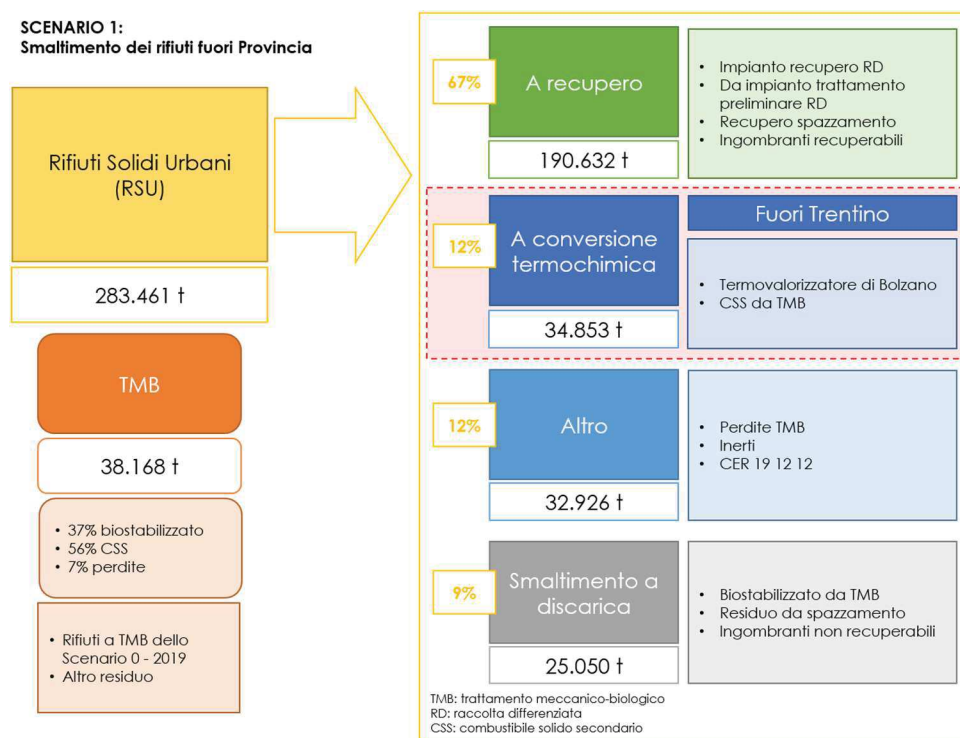 SCENARIO 1:
Smaltimento dei rifiuti fuori Provincia
Rifiuti Solidi Urbani
(RSU)
283.461 t
TMB
38.168 t
• 37% biostabilizzato
• 56% CSS
• 7% perdite
• Rifiuti a TMB dello
Scenario 0 - 2019
• Altro residuo
67%
A recupero
190.632 t
• Impianto recupero RD
• Da impianto trattamento
preliminare RD
• Recupero spazzamento
• Ingombranti recuperabili
12%
A conversione
termochimica
34.853 t
Fuori Trentino
• Termovalorizzatore di Bolzano
• CSS da TMB
12%
Altro
32.926 t
• Perdite TMB
• Inerti
• CER 19 12 12
9%
Smaltimento a
discarica
25.050 t
• Biostabilizzato da TMB
• Residuo da spazzamento
• Ingombranti non recuperabili
TMB: trattamento meccanico-biologico
RD: raccolta differenziata
CSS: combustibile solido secondario